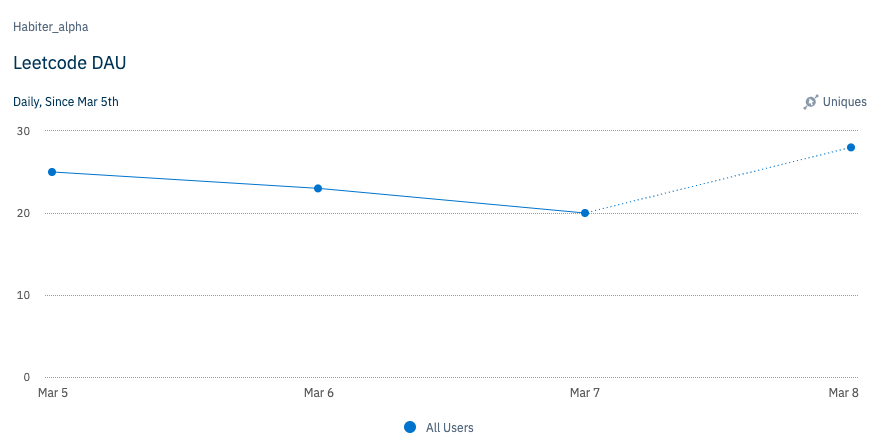 Habiter_alpha
Leetcode DAU
Daily, Since Mar 5th
Uniques
30
20
10
0
Mar 5
Mar 6
Mar 7
Mar 8
All Users